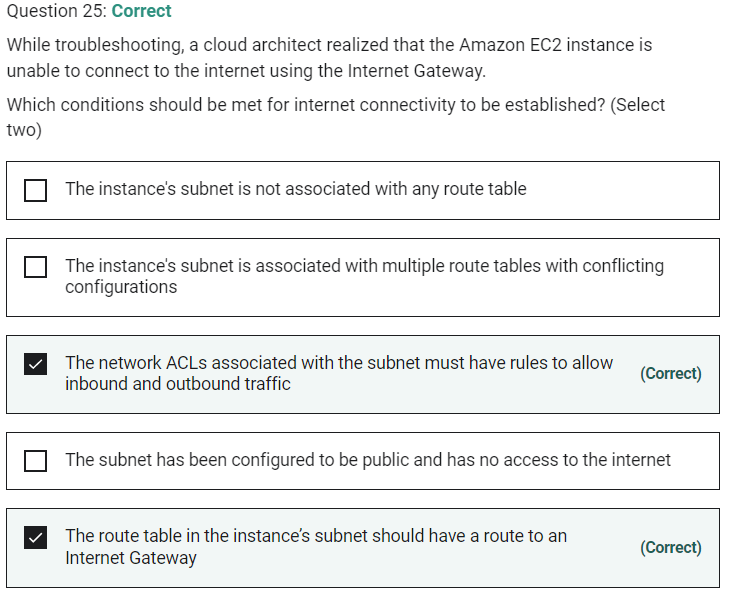 Question 25: Correct
While troubleshooting, a cloud architect realized that the Amazon EC2 instance is
unable to connect to the internet using the Internet Gateway.
Which conditions should be met for internet connectivity to be established? (Select
two)
The instance's subnet is not associated with any route table
The instance's subnet is associated with multiple route tables with conflicting
configurations
The network ACLs associated with the subnet must have rules to allow
inbound and outbound traffic
(Correct)
The subnet has been configured to be public and has no access to the internet
The route table in the instance’s subnet should have a route to an
Internet Gateway
(Correct)